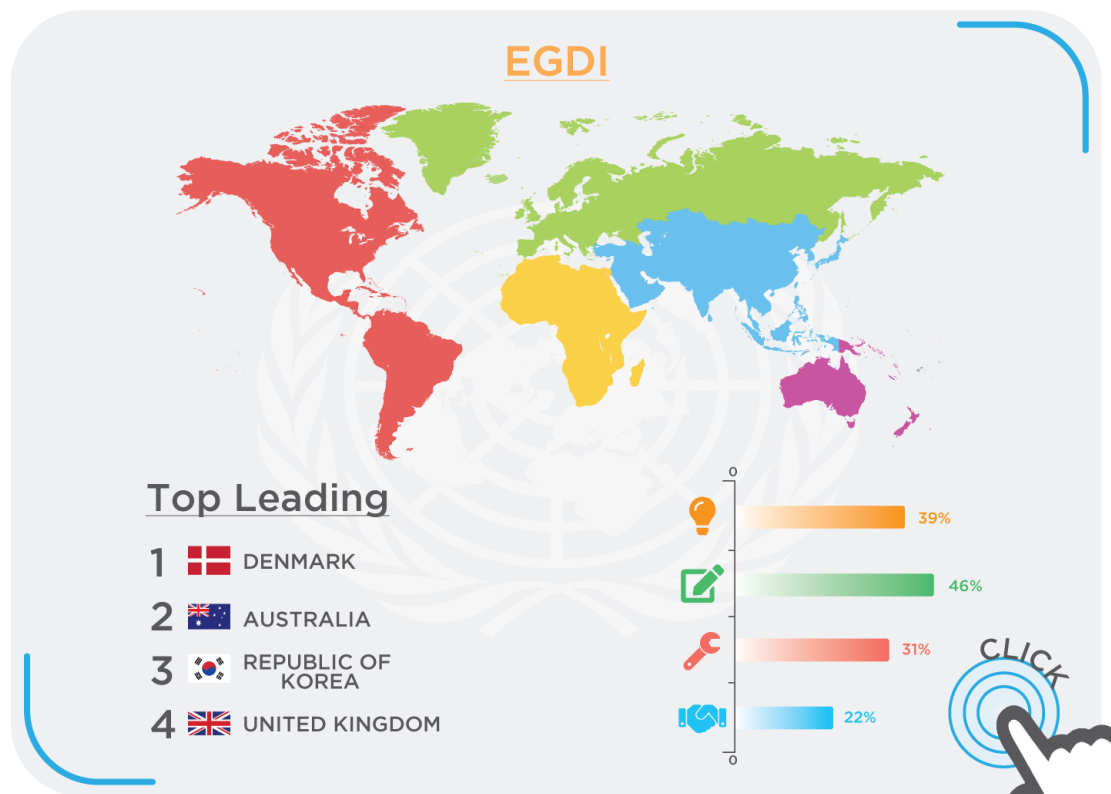 EGDI
Top Leading
1 DENMARK
2 AUSTRALIA
3 REPUBLIC OF
KOREA
4 UNITED KINGDOM
0
39%
46%
31%
22%
0
CLICK